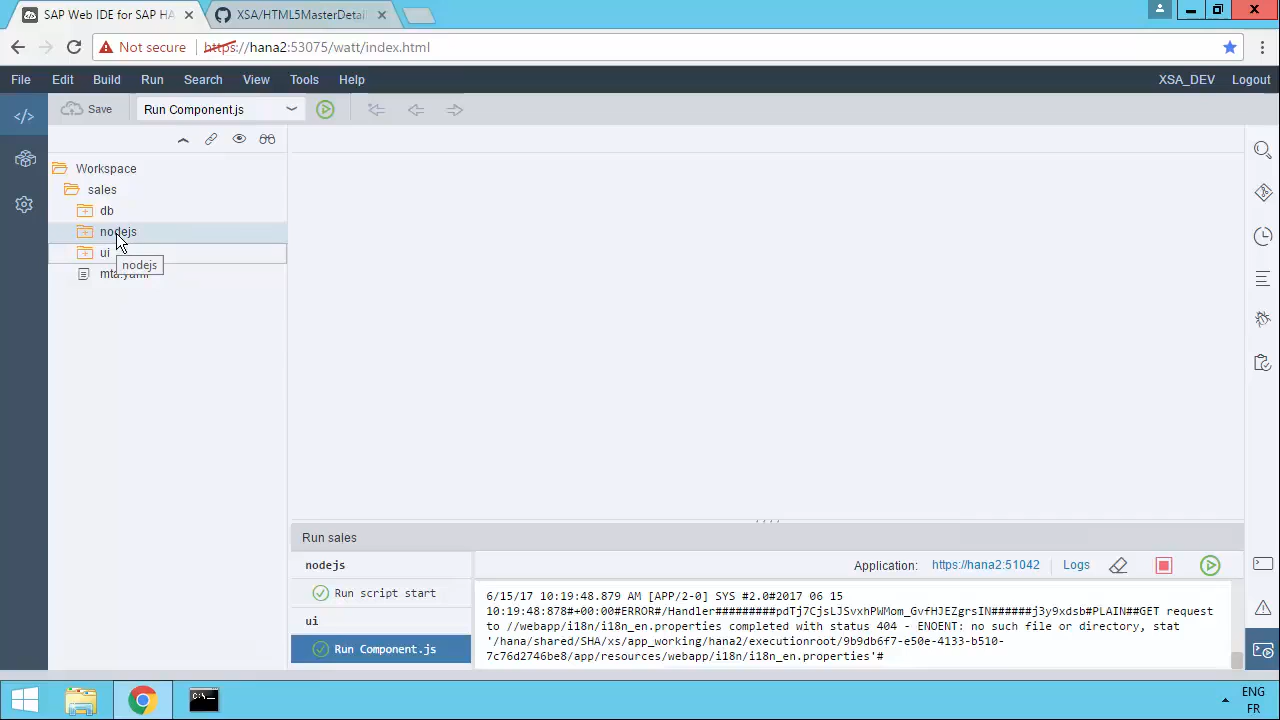 SAP Web IDE for SAP HA
XSA/HTML5MasterDetai
Not secure
https://hana2:53075/watt/index.html
File
Edit
Build
Run
Search
View
Tools
Help
XSA_DEV
Logout
Save
Run Component.js
Workspace
sales
db
nodejs
ui
nodejs
mta.yaml
Run sales
nodejs
Run script start
ui
Run Component.js
Application:
https://hana2:51042
Logs
6/15/17 10:19:48.879 AM [APP/2-0] SYS #2.0#2017 06 15
10:19:48:878#+00:00#ERROR#/Handler#########pdTj7CjsLJSvxhPWMom_GvfHJEZgrsIN######j3y9xdsb#PLAIN##GET request
to //webapp/i18n/i18n_en.properties completed with status 404 - ENOENT: no such file or directory, stat
'/hana/shared/SHA/xs/app_working/hana2/executionroot/9b9db6f7-e50e-4133-b510-
7c76d2746be8/app/resources/webapp/i18n/i18n_en.properties'#
ENG
FR